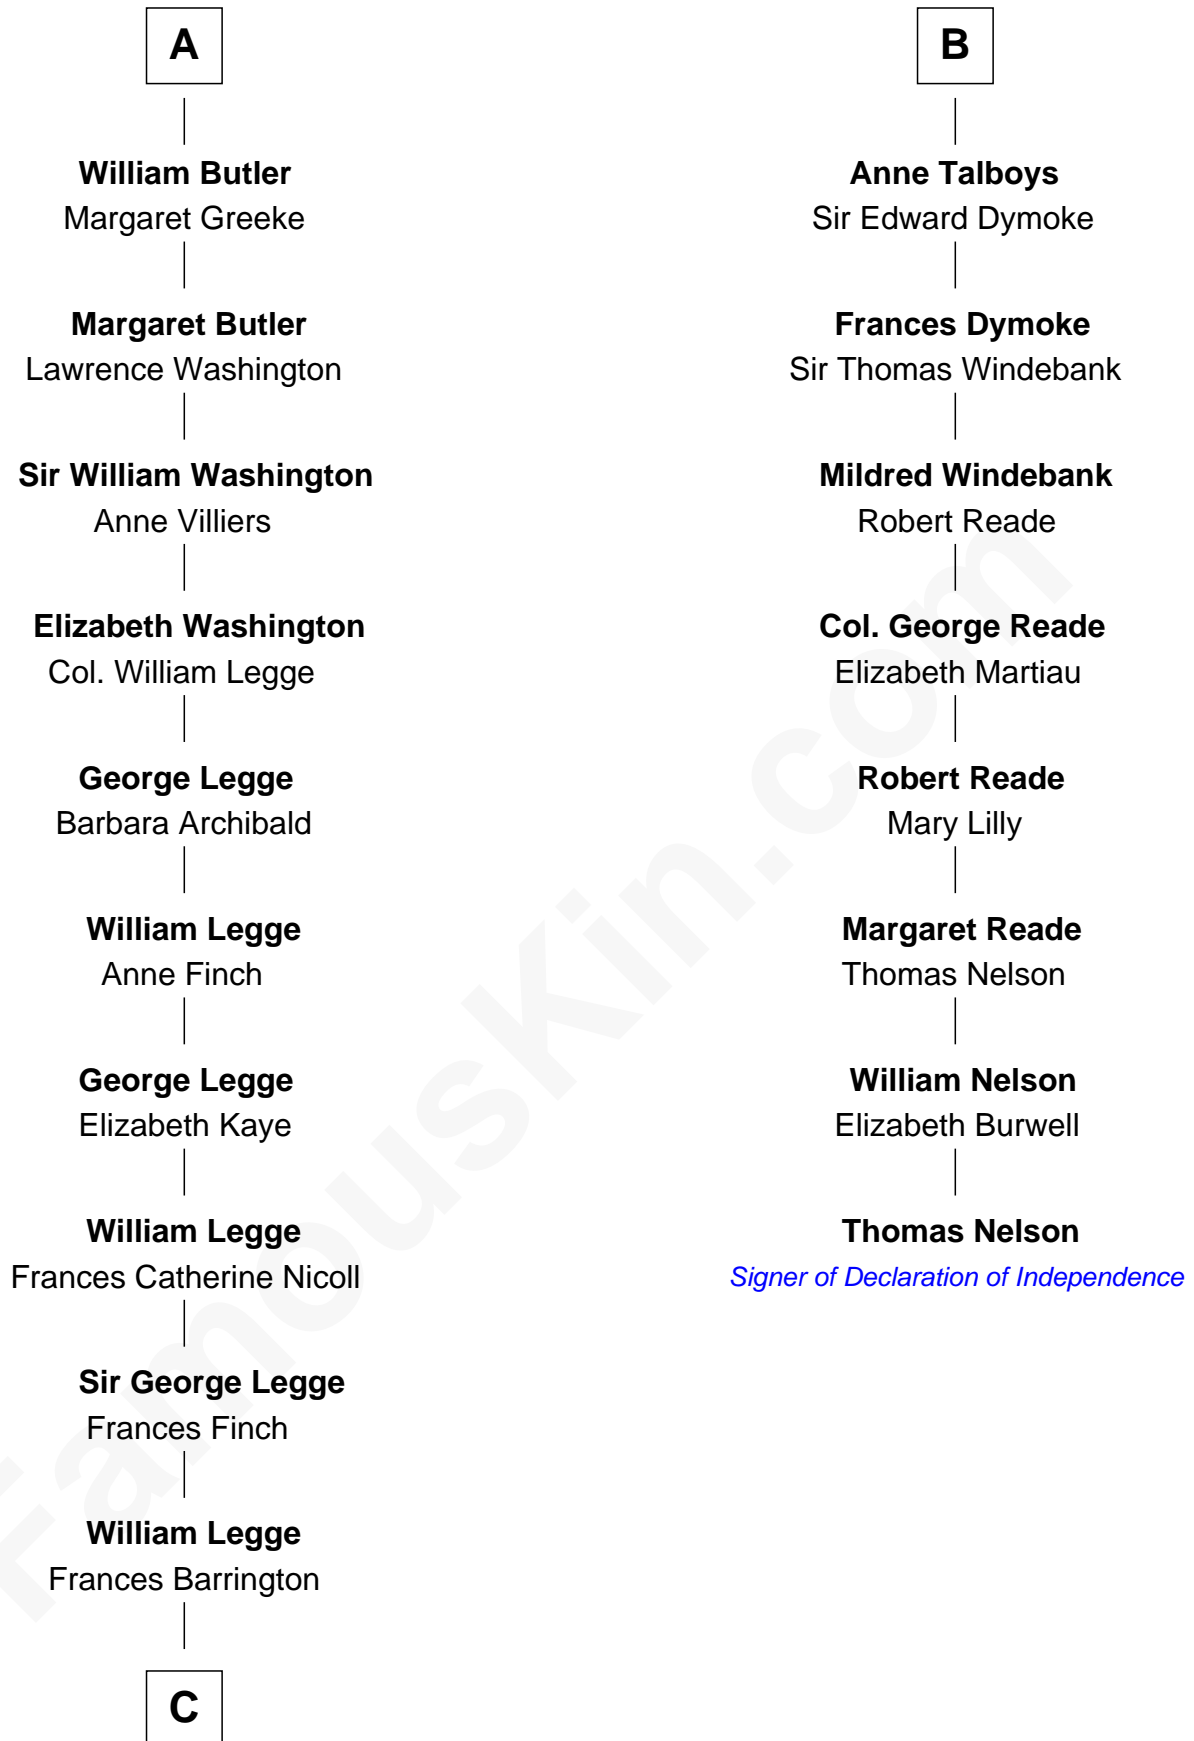 A
William Butler
Margaret Greeke
Margaret Butler
Lawrence Washington
Sir William Washington
Anne Villiers
Elizabeth Washington
Col. William Legge
George Legge
Barbara Archibald
William Legge
Anne Finch
George Legge
Elizabeth Kaye
William Legge
Frances Catherine Nicoll
Sir George Legge
Frances Finch
William Legge
Frances Barrington
C
B
Anne Talboys
Sir Edward Dymoke
Frances Dymoke
Sir Thomas Windebank
Mildred Windebank
Robert Reade
Col. George Reade
Elizabeth Martiau
Robert Reade
Mary Lilly
Margaret Reade
Thomas Nelson
William Nelson
Elizabeth Burwell
Thomas Nelson
Signer of Declaration of Independence
FamousKin.com